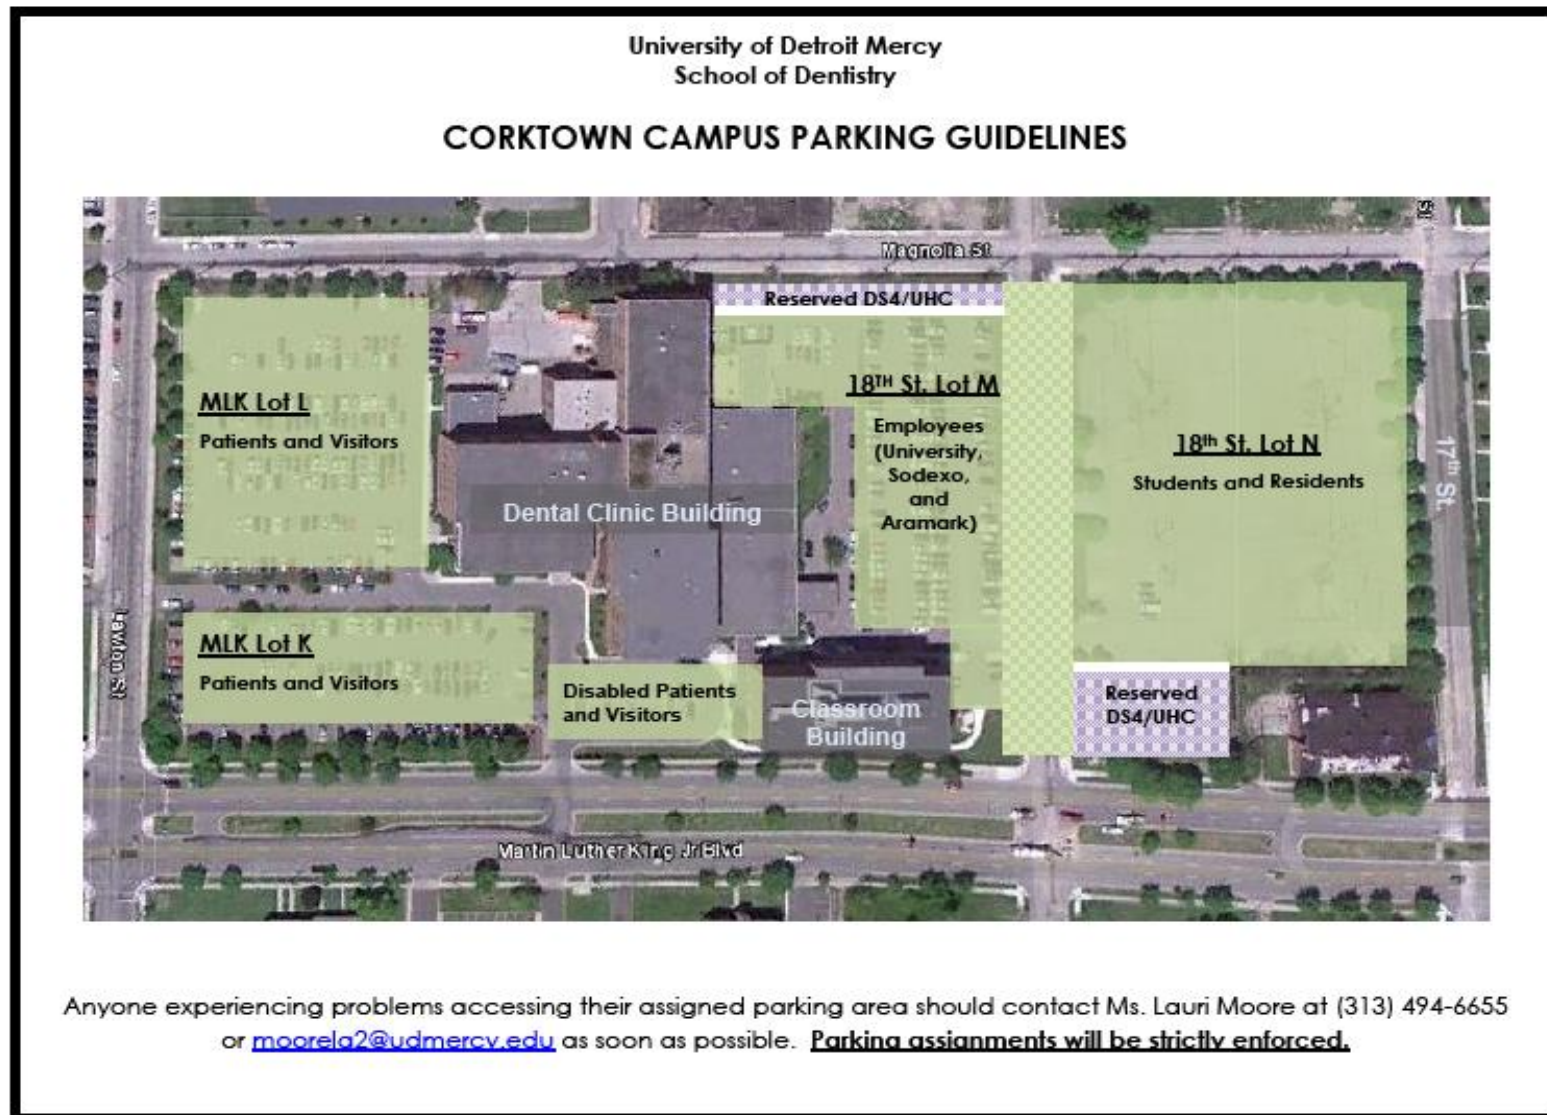 University of Detroit Mercy
School of Dentistry
CORKTOWN CAMPUS PARKING GUIDELINES
Magnolia St
St
Reserved DS4/UHC
MLK Lot L
Patients and Visitors
18TH St. Lot M
Employees
(University,
Sodexo,
and
Aramark)
18th St. Lot N
Students and Residents
17th St.
Dental Clinic Building
Lawton St
MLK Lot K
Patients and Visitors
Disabled Patients
and Visitors
Classroom
Building
Reserved
DS4/UHC
Martin Luther King Jr Blvd
Anyone experiencing problems accessing their assigned parking area should contact Ms. Lauri Moore at (313) 494-6655
or moorela2@udmercy.edu as soon as possible. Parking assignments will be strictly enforced.